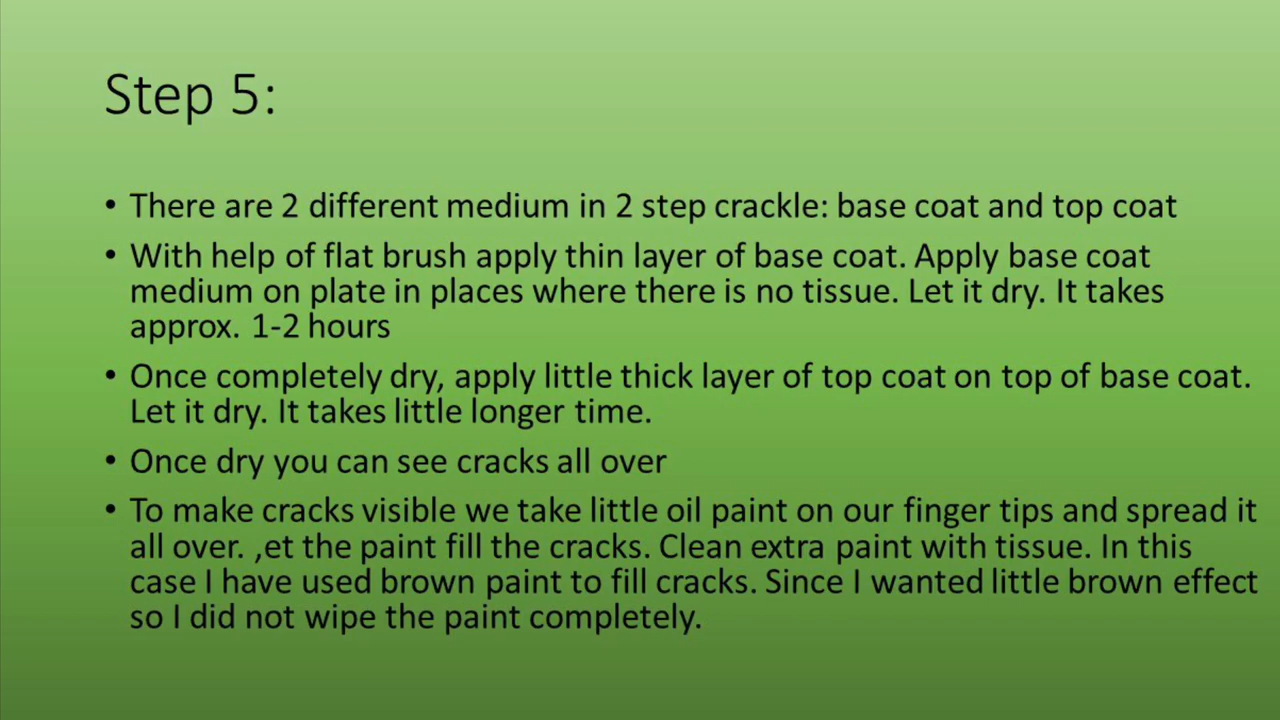 Step 5:
• There are 2 different medium in 2 step crackle: base coat and top coat
• With help of flat brush apply thin layer of base coat. Apply base coat
medium on plate in places where there is no tissue. Let it dry. It takes
approx. 1-2 hours
• Once completely dry, apply little thick layer of top coat on top of base coat.
Let it dry. It takes little longer time.
• Once dry you can see cracks all over
• To make cracks visible we take little oil paint on our finger tips and spread it
all over. ,et the paint fill the cracks. Clean extra paint with tissue. In this
case I have used brown paint to fill cracks. Since I wanted little brown effect
so I did not wipe the paint completely.